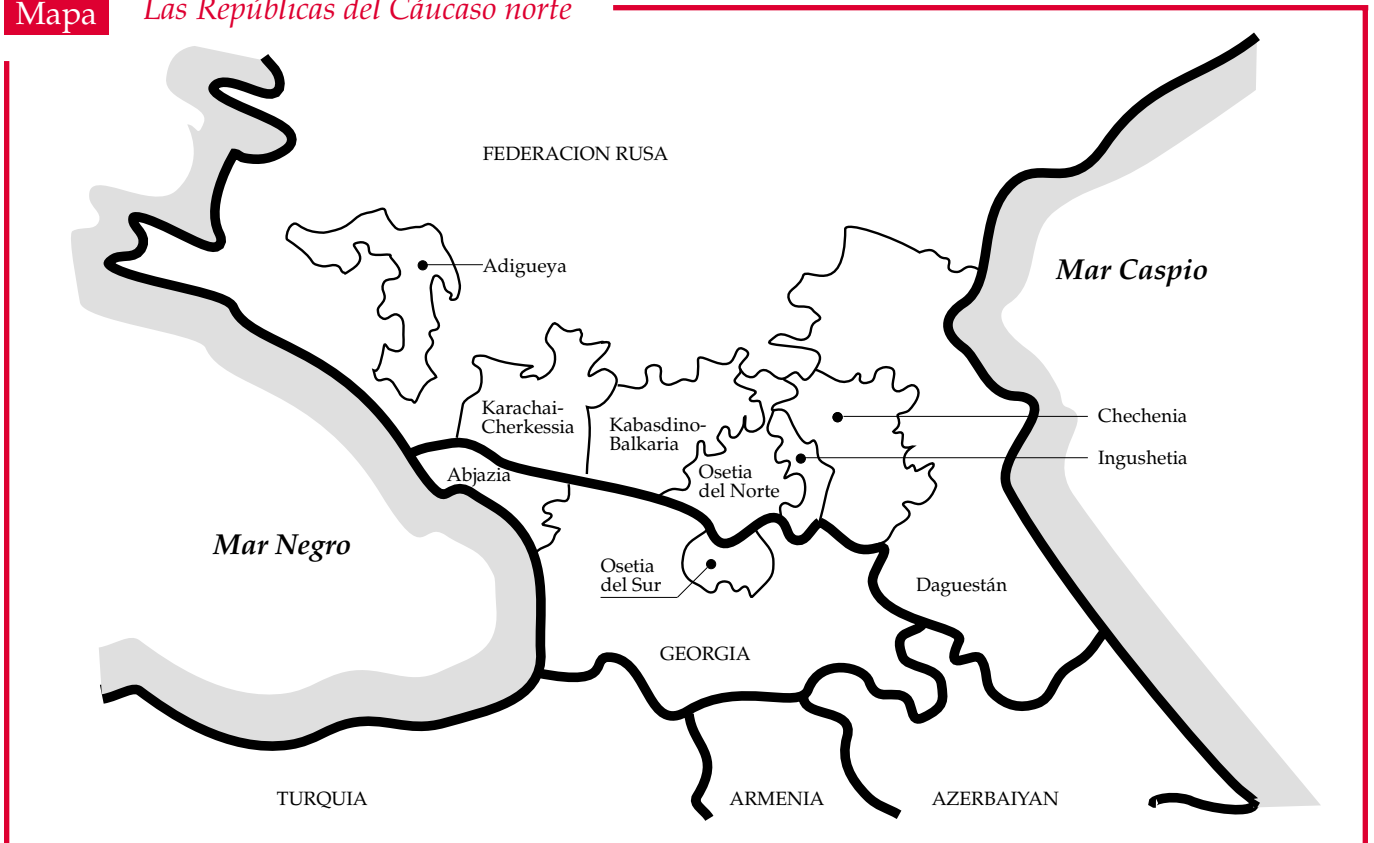 Mapa
Las Repúblicas del Cáucaso norte
FEDERACION RUSA
Adigueya
Mar Caspio
Karachai-
Cherkessia
Kabasdino-
Balkaria
Chechenia
Ingushetia
Abjazia
Osetia
del Norte
Mar Negro
Osetia
del Sur
Daguestán
GEORGIA
TURQUIA
ARMENIA
AZERBAIYAN